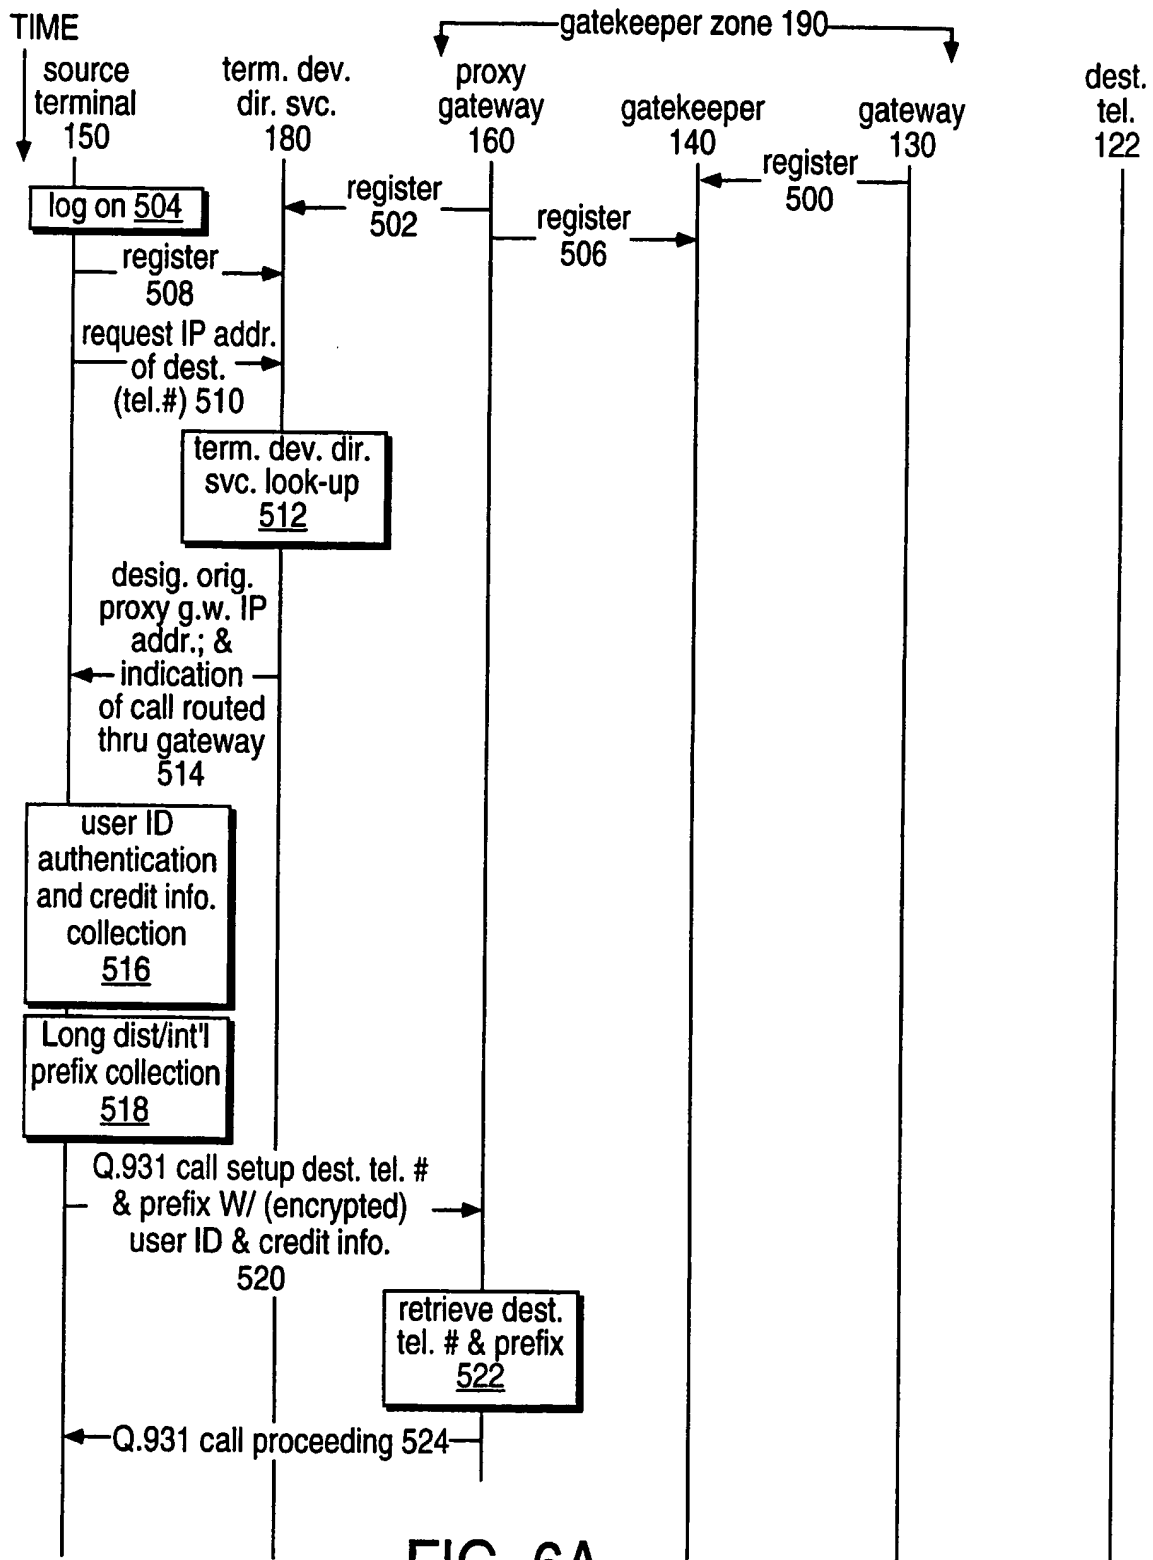 TIME
gatekeeper zone 190
source
terminal
150
term. dev.
dir. svc.
180
proxy
gateway
160
gatekeeper
140
gateway
130
dest.
tel.
122
register
500
log on 504
register
502
register
506
register
508
request IP addr.
of dest.
(tel.#) 510
term. dev. dir.
svc. look-up
512
desig. orig.
proxy g.w. IP
addr.; &
indication
of call routed
thru gateway
514
user ID
authentication
and credit info.
collection
516
Long dist/int'l
prefix collection
518
Q.931 call setup dest. tel. #
& prefix W/ (encrypted)
user ID & credit info.
520
retrieve dest.
tel. # & prefix
522
Q.931 call proceeding 524
FIG. 6A